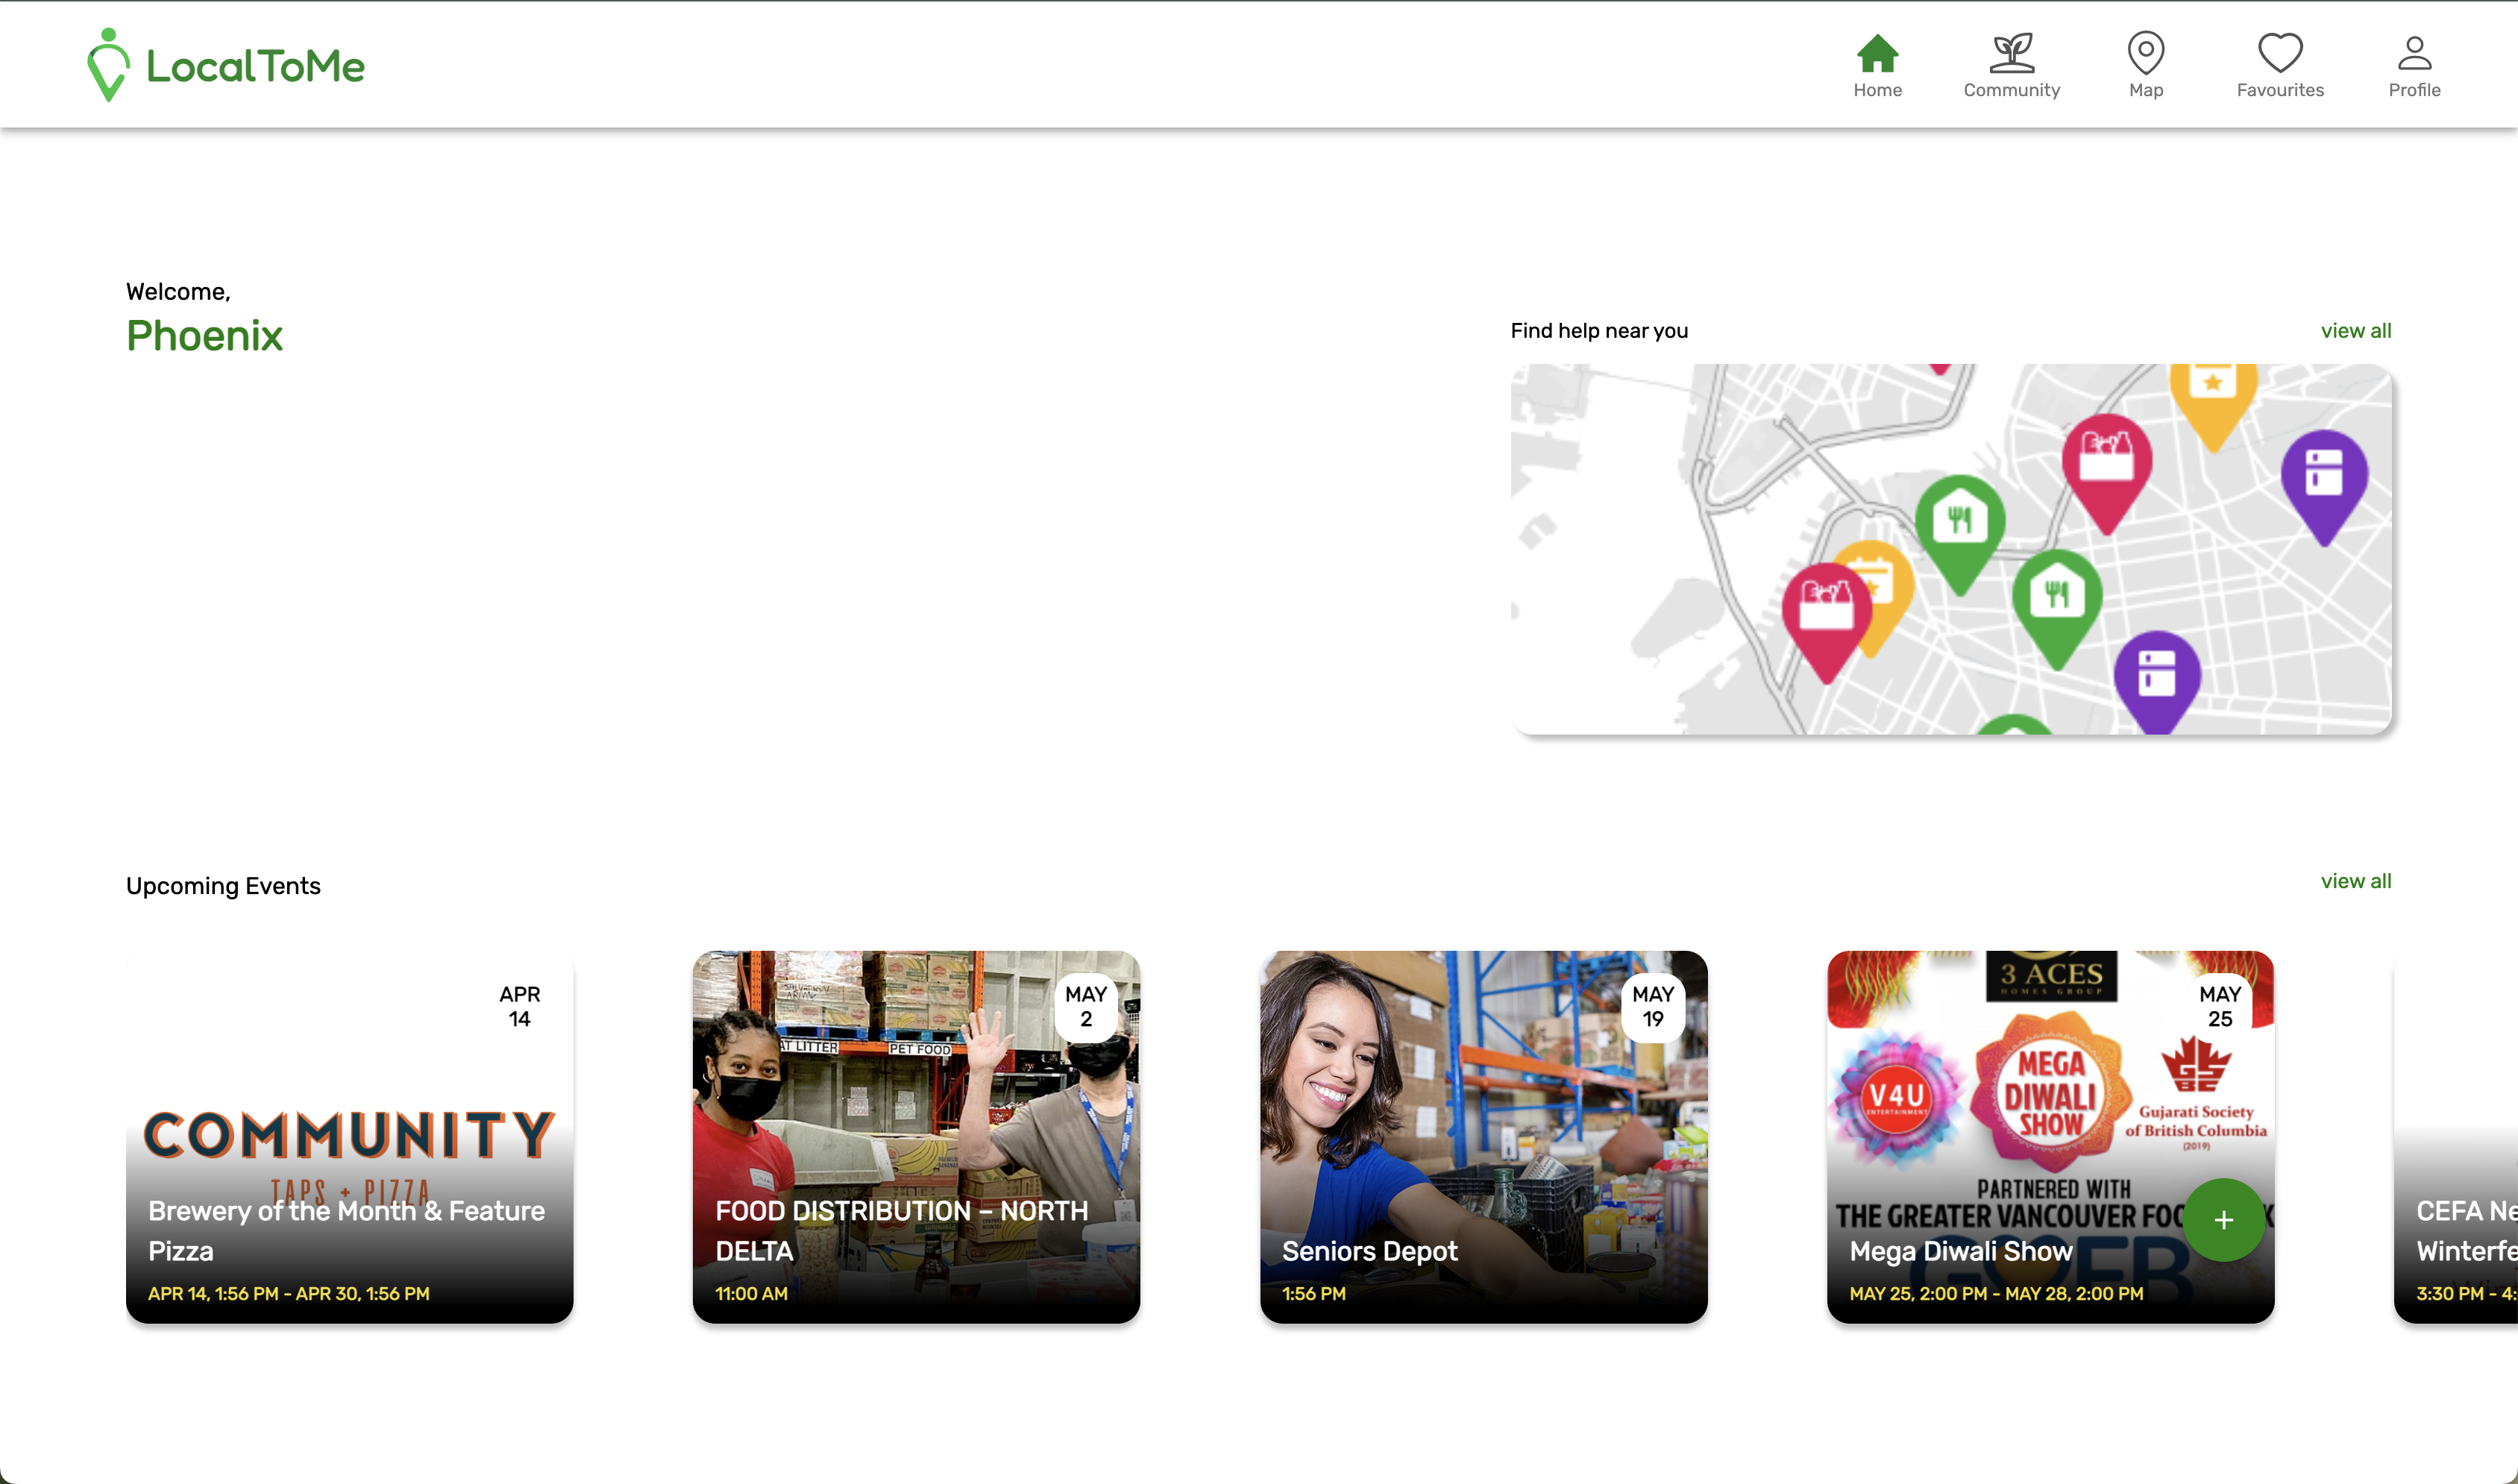 LocalToMe
Home
Community
Map
Favourites
Profile
Welcome,
Phoenix
Find help near you
view all
Upcoming Events
view all
APR
14
COMMUNITY
TAPS + PIZZA
Brewery of the Month & Feature
Pizza
APR 14, 1:56 PM - APR 30, 1:56 PM
MAY
2
AT LITTER
PET FOOD
FOOD DISTRIBUTION – NORTH
DELTA
11:00 AM
MAY
19
Seniors Depot
1:56 PM
3 ACES
HOMES GROUP
MAY
25
V4U
ENTERTAINMENT
MEGA
DIWALI
SHOW
GSBC
Gujarati Society
of British Columbia
(2019)
PARTNERED WITH
THE GREATER VANCOUVER FOO
+
Mega Diwali Show
MAY 25, 2:00 PM - MAY 28, 2:00 PM
CEFA Ne
Winterfe
3:30 PM - 4: